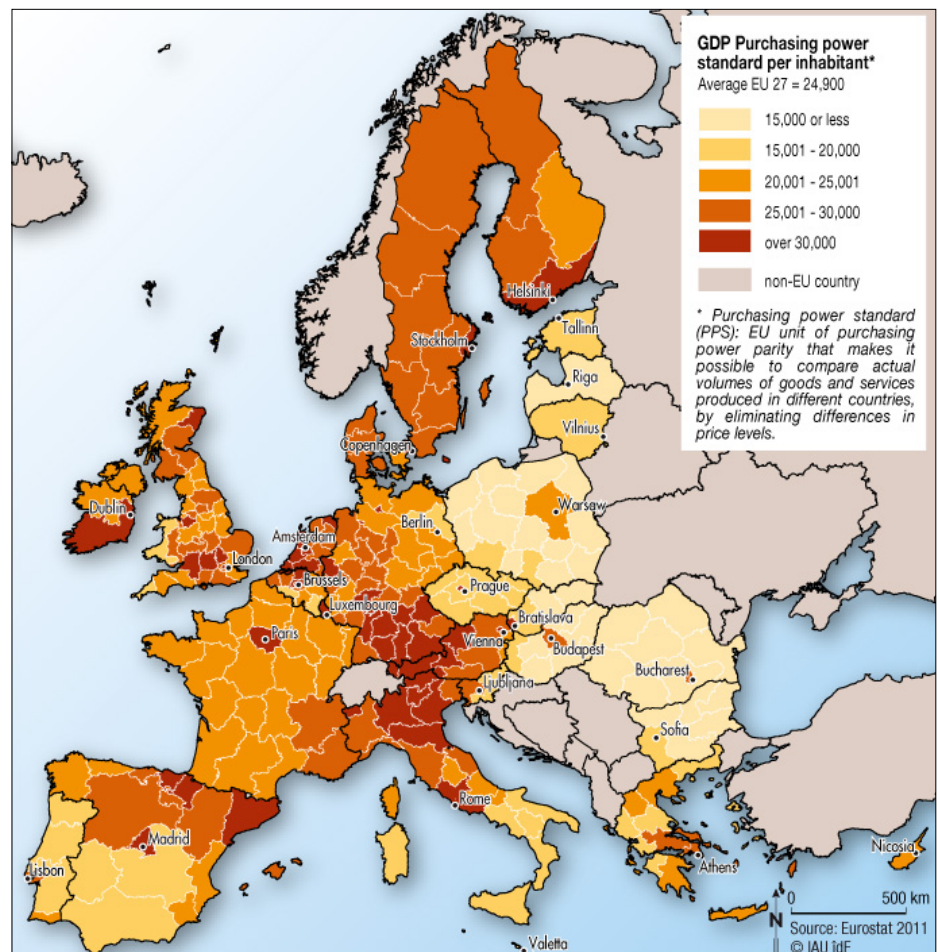 GDP Purchasing power
standard per inhabitant*
Average EU 27 = 24,900
15,000 or less
15,001 - 20,000
20,001 - 25,001
25,001 - 30,000
over 30,000
non-EU country
* Purchasing power standard
(PPS): EU unit of purchasing
power parity that makes it
possible to compare actual
volumes of goods and services
produced in different countries,
by eliminating differences in
price levels.
Helsinki
Tallinn
Stockholm
Riga
Vilnius
Copenhagen
Dublin
Warsaw
Berlin
Amsterdam
London
Brussels
Prague
Luxembourg
Bratislava
Paris
Vienna
Budapest
Bucharest
Ljubljana
Sofia
Rome
Madrid
Nicosia
Athens
Lisbon
0 500 km
N
Source: Eurostat 2011
© IAU îdF
Valetta